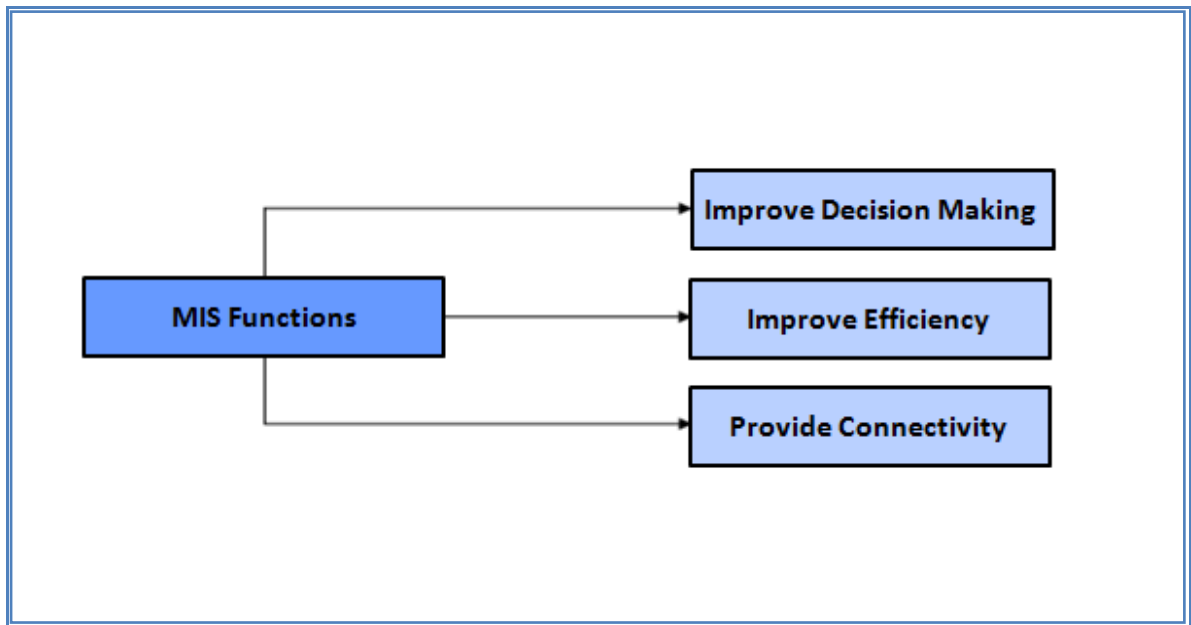 Improve Decision Making
MIS Functions
Improve Efficiency
Provide Connectivity